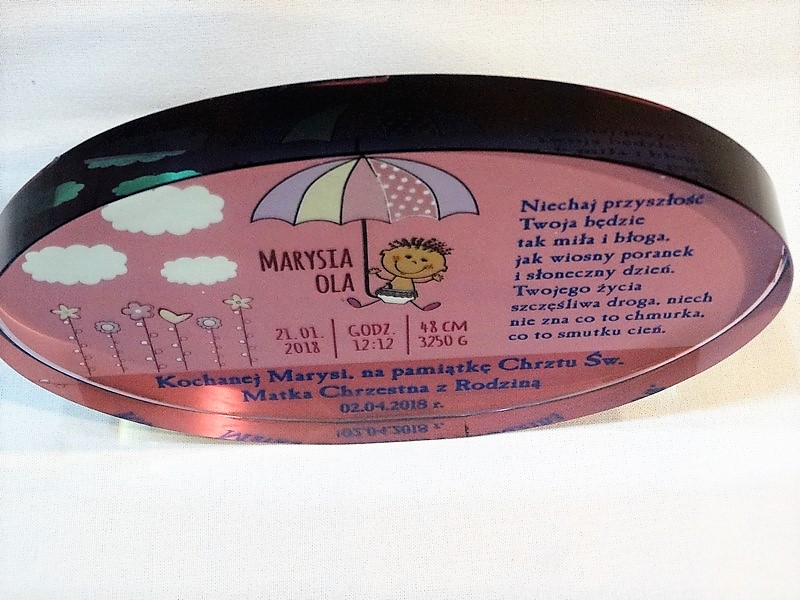 MARYSIA
OLA
21.01.
2018
GODZ.
12:12
48 CM
3250 G
Niechaj przyszłość
Twoja będzie
tak miła i błoga,
jak wiosny poranek
i słoneczny dzień.
Twojego życia
szczęśliwa droga, niech
nie zna co to chmurka,
co to smutku cień.
Kochanej Marysi, na pamiątkę Chrztu Św.
Matka Chrzestna z Rodziną
02.04.2018 r.